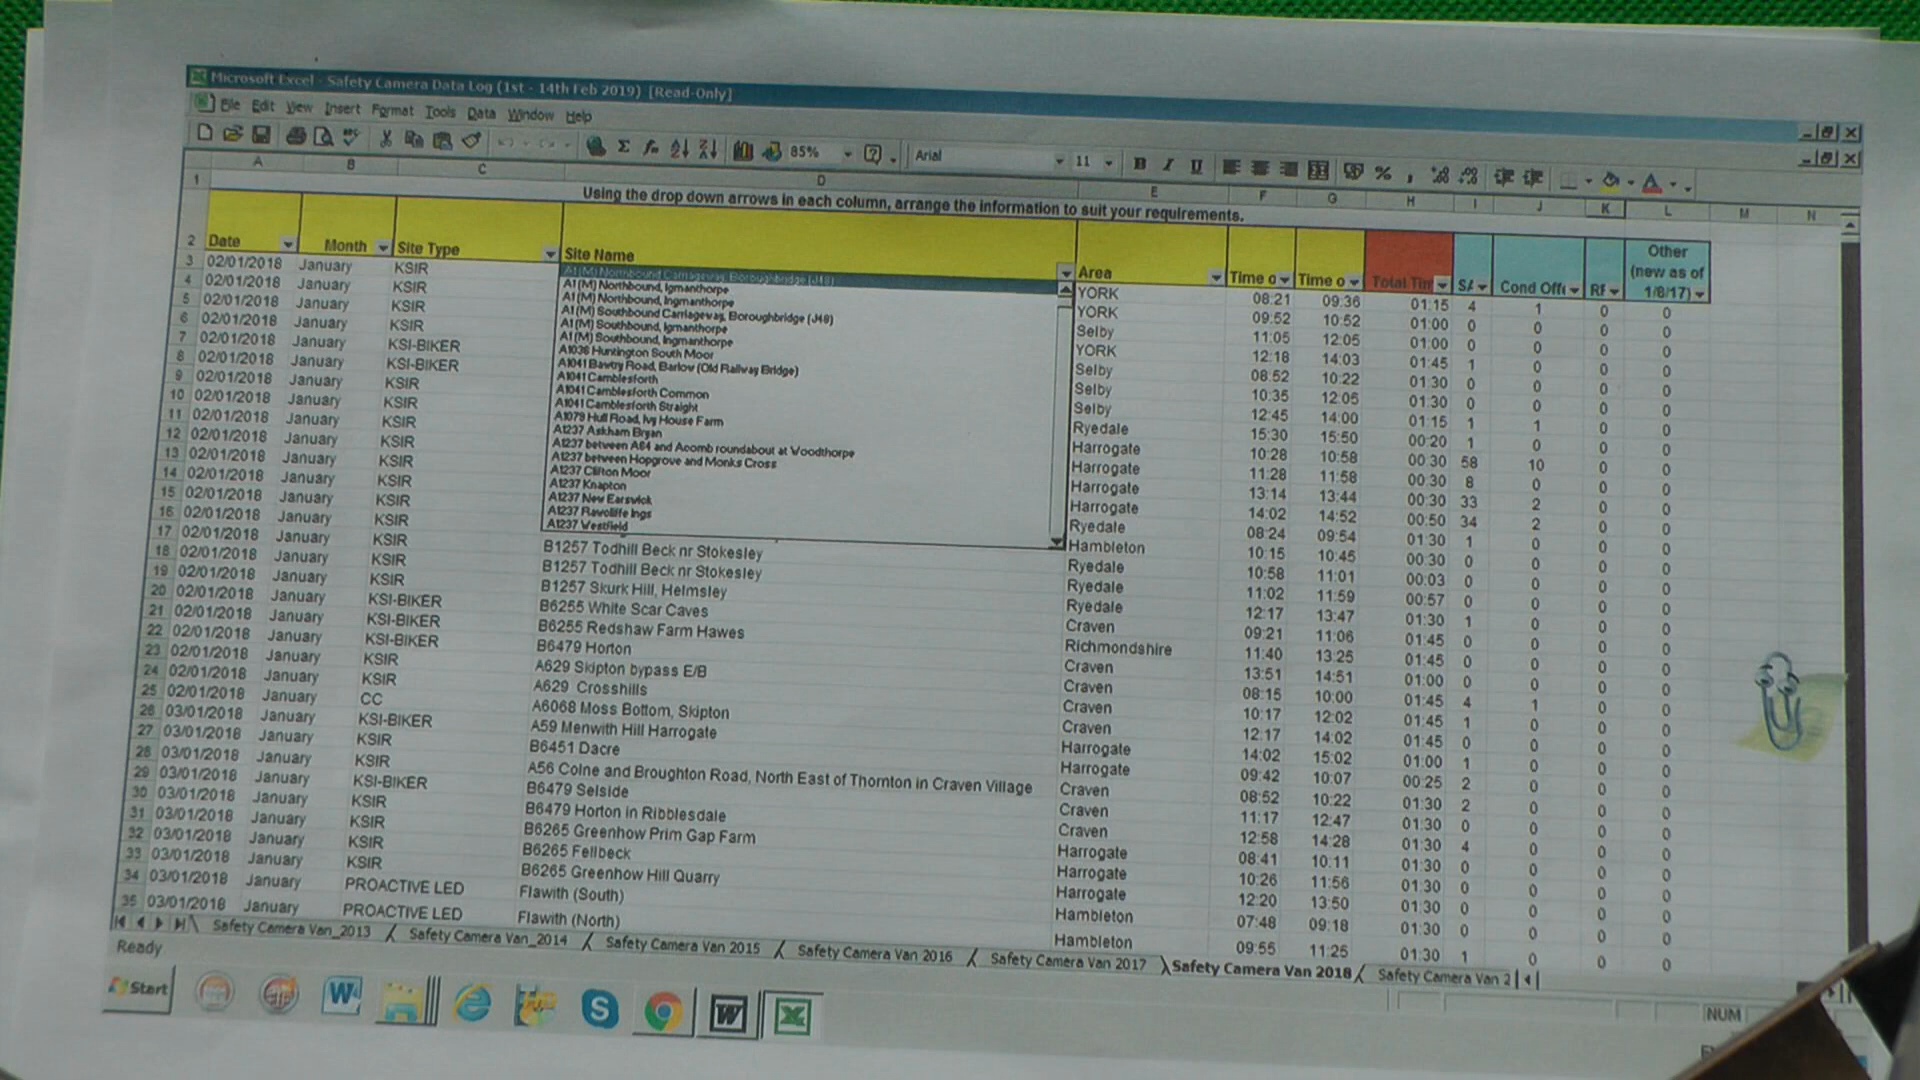 Microsoft Excel - Safety Camera Data Log (1st - 14th Feb 2019) [Read-Only]
File Edit View Insert Format Tools Data Window Help
85% Arial 11 B I U
A B C D E F G H I J K L M N
1 Using the drop down arrows in each column, arrange the information to suit your requirements.
2 Date Month Site Type Site Name Area Time o Time o Total Tim SA Cond Offe RF Other (new as of 1/8/17)
A1 (M) Northbound Carriageway, Boroughbridge (J48)
A1 (M) Northbound, Igmanthorpe
A1 (M) Northbound, Ingmanthorpe
A1 (M) Southbound Carriageway, Boroughbridge (J48)
A1 (M) Southbound, Igmanthorpe
A1 (M) Southbound, Ingmanthorpe
A1036 Huntington South Moor
A1041 Bawtry Road, Barlow (Old Railway Bridge)
A1041 Camblesforth
A1041 Camblesforth Common
A1041 Camblesforth Straight
A1079 Hull Road, Ivy House Farm
A1237 Askham Bryan
A1237 between A64 and Acomb roundabout at Woodthorpe
A1237 between Hopgrove and Monks Cross
A1237 Clifton Moor
A1237 Knapton
A1237 New Earswick
A1237 Rawcliffe Ings
A1237 Westfield
3 02/01/2018 January KSIR YORK 08:21 09:36 01:15 4 1 0 0
4 02/01/2018 January KSIR YORK 09:52 10:52 01:00 0 0 0 0
5 02/01/2018 January KSIR Selby 11:05 12:05 01:00 0 0 0 0
6 02/01/2018 January KSIR YORK 12:18 14:03 01:45 1 0 0 0
7 02/01/2018 January KSI-BIKER Selby 08:52 10:22 01:30 0 0 0 0
8 02/01/2018 January KSI-BIKER Selby 10:35 12:05 01:30 0 0 0 0
9 02/01/2018 January KSIR Selby 12:45 14:00 01:15 1 1 0 0
10 02/01/2018 January KSIR Ryedale 15:30 15:50 00:20 1 0 0 0
11 02/01/2018 January KSIR Harrogate 10:28 10:58 00:30 58 10 0 0
12 02/01/2018 January KSIR Harrogate 11:28 11:58 00:30 8 0 0 0
13 02/01/2018 January KSIR Harrogate 13:14 13:44 00:30 33 2 0 0
14 02/01/2018 January KSIR Harrogate 14:02 14:52 00:50 34 2 0 0
15 02/01/2018 January KSIR Ryedale 08:24 09:54 01:30 1 0 0 0
16 02/01/2018 January KSIR Hambleton 10:15 10:45 00:30 0 0 0 0
17 02/01/2018 January KSIR B1257 Todhill Beck nr Stokesley Ryedale 10:58 11:01 00:03 0 0 0 0
18 02/01/2018 January KSIR B1257 Todhill Beck nr Stokesley Ryedale 11:02 11:59 00:57 0 0 0 0
19 02/01/2018 January KSIR B1257 Skurk Hill, Helmsley Ryedale 12:17 13:47 01:30 1 0 0 0
20 02/01/2018 January KSI-BIKER B6255 White Scar Caves Craven 09:21 11:06 01:45 0 0 0 0
21 02/01/2018 January KSI-BIKER B6255 Redshaw Farm Hawes Richmondshire 11:40 13:25 01:45 0 0 0 0
22 02/01/2018 January KSI-BIKER B6479 Horton Craven 13:51 14:51 01:00 0 0 0 0
23 02/01/2018 January KSIR A629 Skipton bypass E/B Craven 08:15 10:00 01:45 4 1 0 0
24 02/01/2018 January KSIR A629 Crosshills Craven 10:17 12:02 01:45 1 0 0 0
25 02/01/2018 January CC A6068 Moss Bottom, Skipton Craven 12:17 14:02 01:45 0 0 0 0
26 03/01/2018 January KSI-BIKER A59 Menwith Hill Harrogate Harrogate 14:02 15:02 01:00 1 0 0 0
27 03/01/2018 January KSIR B6451 Dacre Harrogate 09:42 10:07 00:25 2 0 0 0
28 03/01/2018 January KSIR A56 Colne and Broughton Road, North East of Thornton in Craven Village Craven 08:52 10:22 01:30 2 0 0 0
29 03/01/2018 January KSI-BIKER B6479 Selside Craven 11:17 12:47 01:30 0 0 0 0
30 03/01/2018 January KSIR B6479 Horton in Ribblesdale Craven 12:58 14:28 01:30 4 0 0 0
31 03/01/2018 January KSIR B6265 Greenhow Prim Gap Farm Harrogate 08:41 10:11 01:30 0 0 0 0
32 03/01/2018 January KSIR B6265 Fellbeck Harrogate 10:26 11:56 01:30 0 0 0 0
33 03/01/2018 January KSIR B6265 Greenhow Hill Quarry Harrogate 12:20 13:50 01:30 0 0 0 0
34 03/01/2018 January PROACTIVE LED Flawith (South) Hambleton 07:48 09:18 01:30 0 0 0 0
35 03/01/2018 January PROACTIVE LED Flawith (North) Hambleton 09:55 11:25 01:30 1 0 0 0
Safety Camera Van_2013 Safety Camera Van_2014 Safety Camera Van 2015 Safety Camera Van 2016 Safety Camera Van 2017 Safety Camera Van 2018 Safety Camera Van 2
Ready NUM
Start